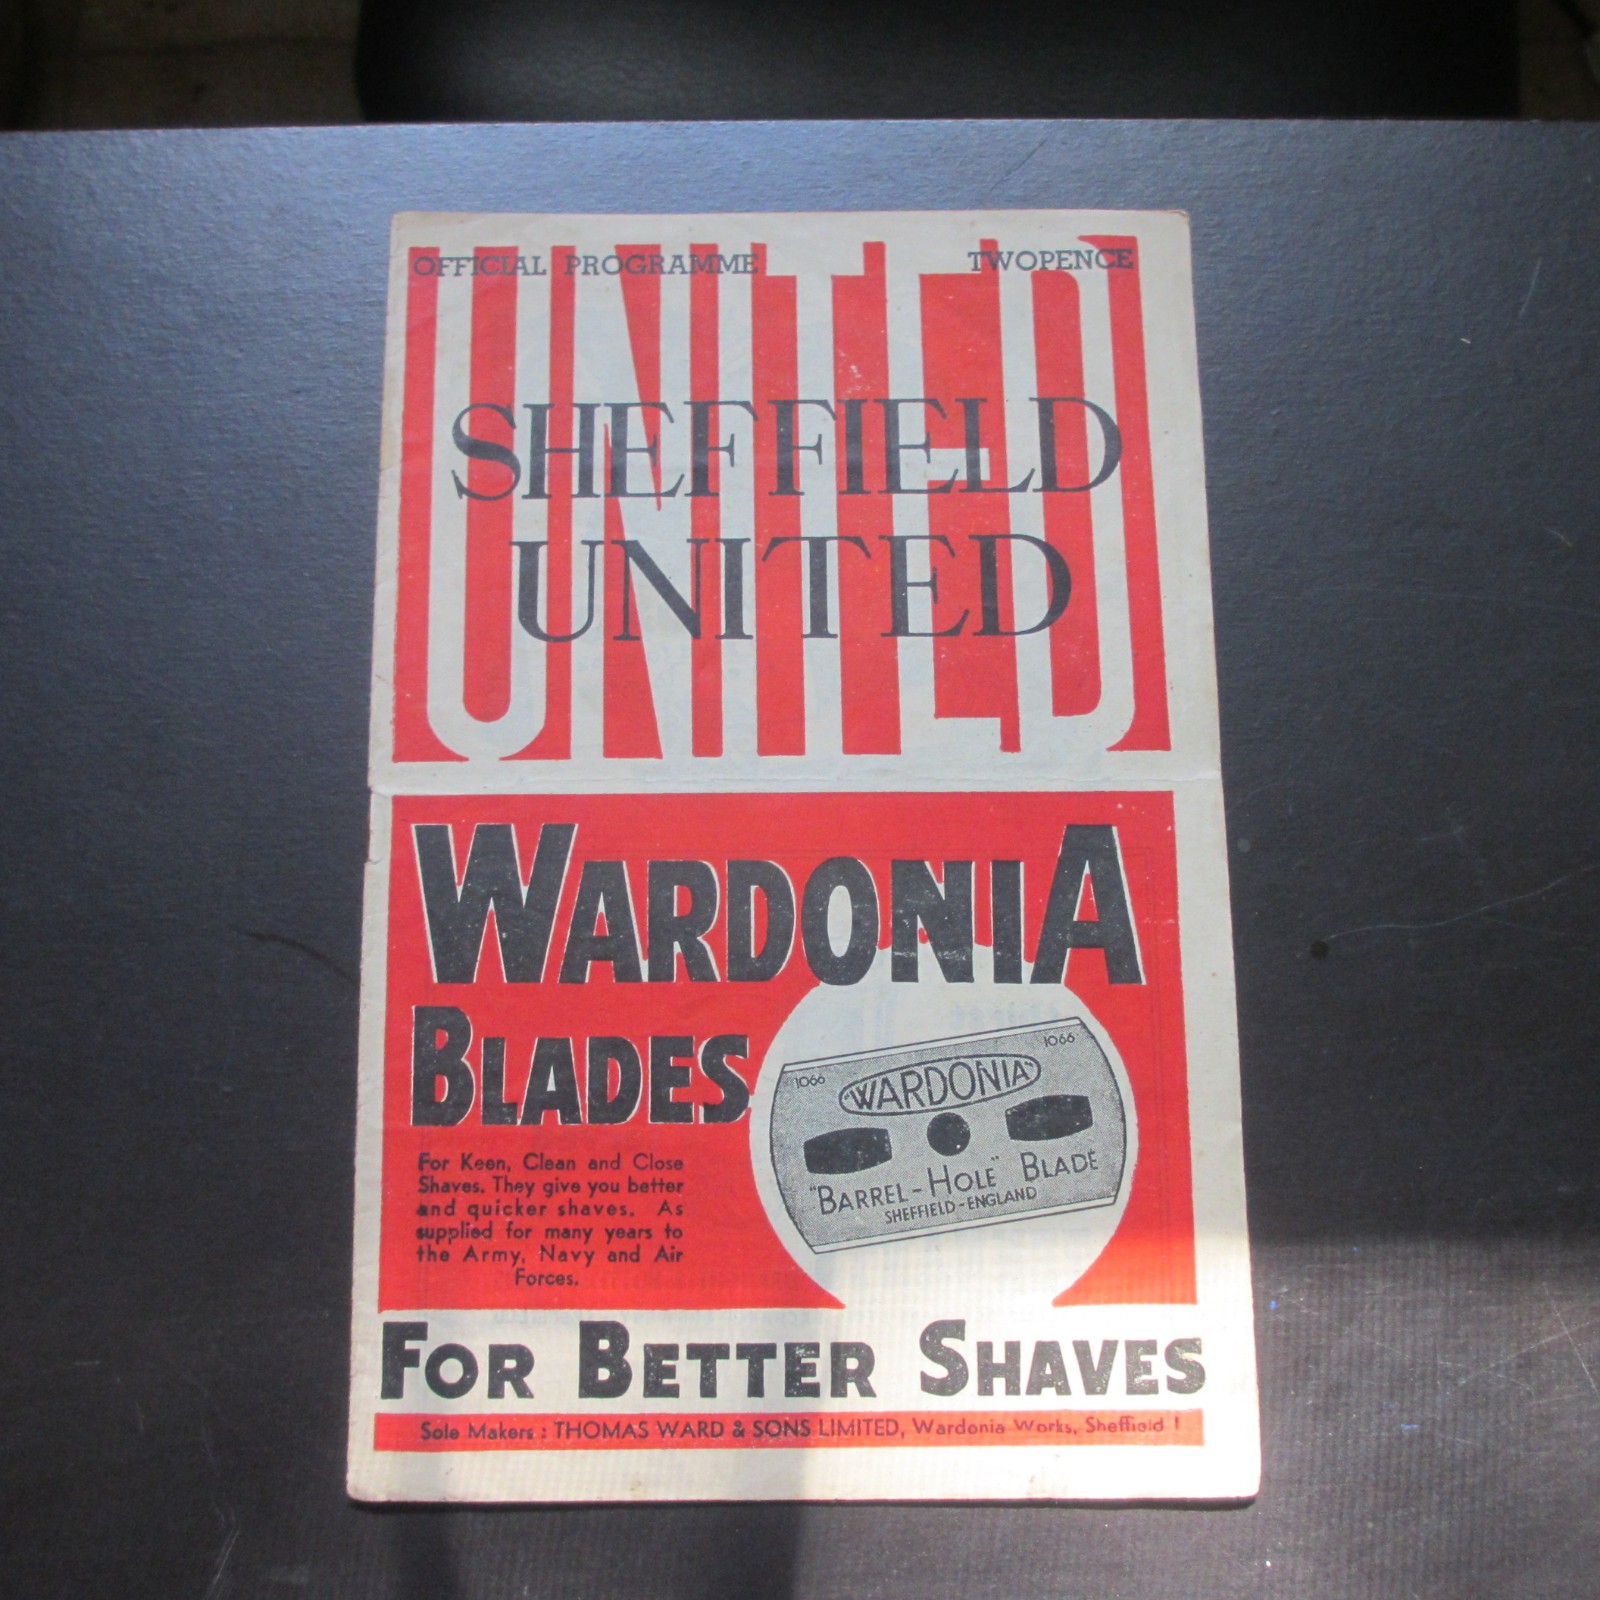 OFFICIAL PROGRAMME TWOPENCE
UNITED
SHEFFIELD
UNITED
WARDONIA
BLADES
1066 1066
"WARDONIA"
"BARREL-HOLE" BLADE
SHEFFIELD-ENGLAND
For Keen, Clean and Close
Shaves. They give you better
and quicker shaves. As
supplied for many years to
the Army, Navy and Air
Forces.
FOR BETTER SHAVES
Sole Makers: THOMAS WARD & SONS LIMITED, Wardonia Works, Sheffield 1